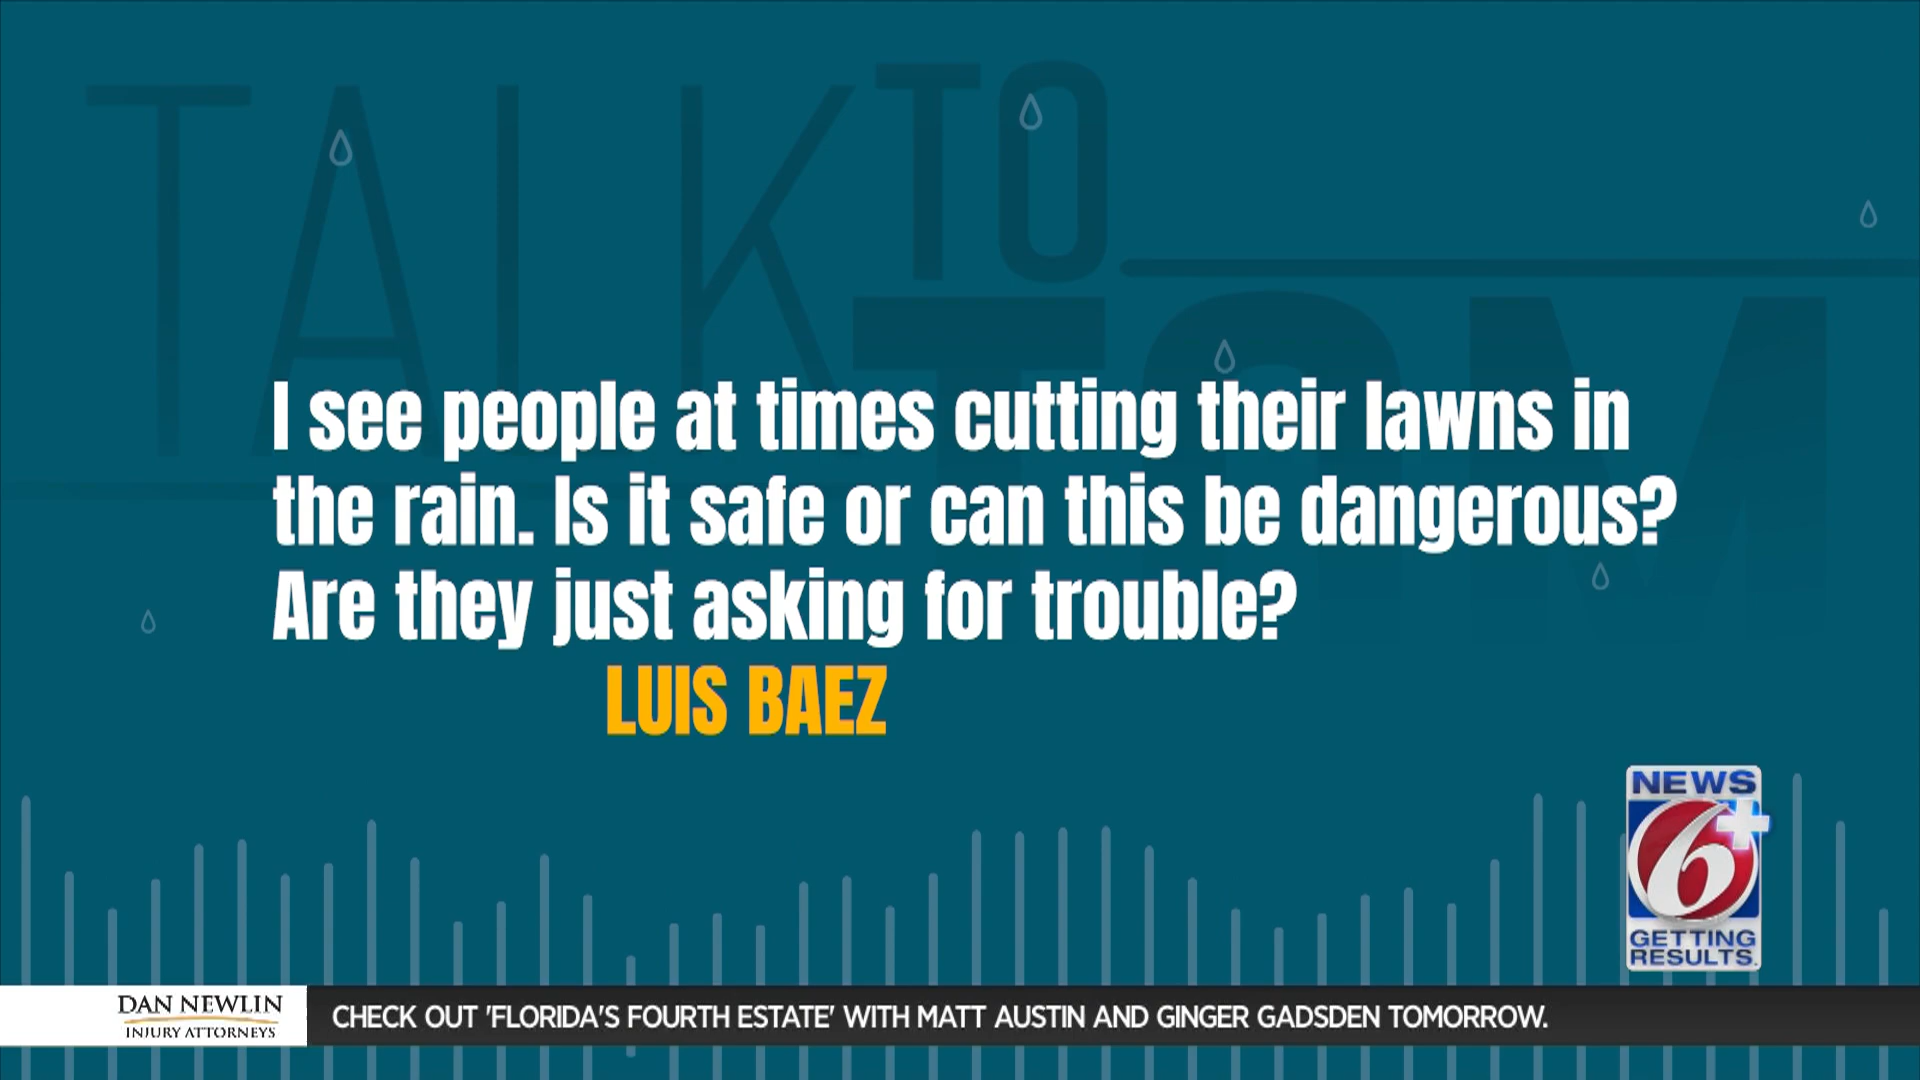 TALK TO
TOM
I see people at times cutting their lawns in
the rain. Is it safe or can this be dangerous?
Are they just asking for trouble?
LUIS BAEZ
NEWS
6+
GETTING
RESULTS.
DAN NEWLIN
INJURY ATTORNEYS
CHECK OUT 'FLORIDA'S FOURTH ESTATE' WITH MATT AUSTIN AND GINGER GADSDEN TOMORROW.